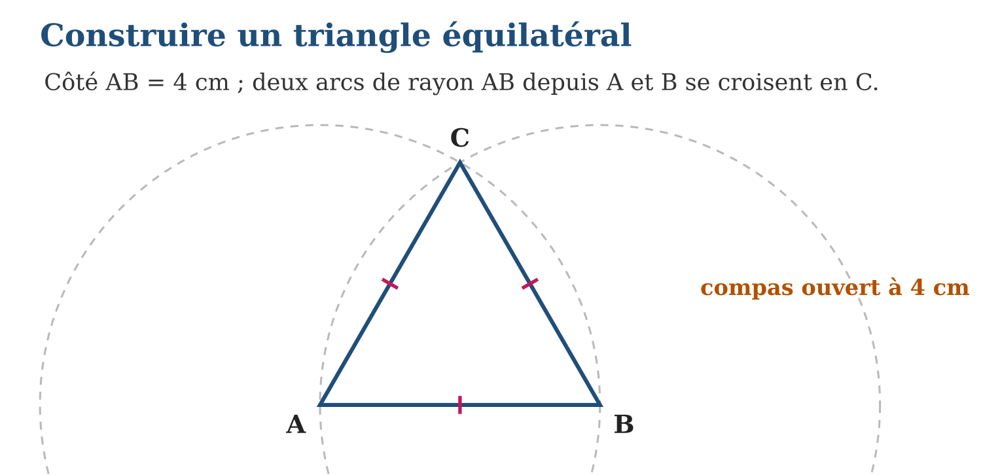 Construire un triangle équilatéral
Côté AB = 4 cm ; deux arcs de rayon AB depuis A et B se croisent en C.
C
compas ouvert à 4 cm
A
B